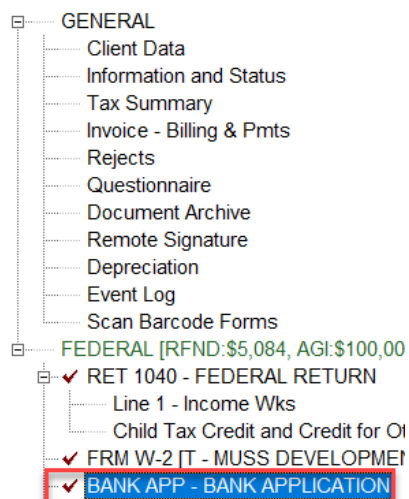 GENERAL
Client Data
Information and Status
Tax Summary
Invoice - Billing & Pmts
Rejects
Questionnaire
Document Archive
Remote Signature
Depreciation
Event Log
Scan Barcode Forms
FEDERAL [RFND:$5,084, AGI:$100,00
RET 1040 - FEDERAL RETURN
Line 1 - Income Wks
Child Tax Credit and Credit for Ot
FRM W-2 [T - MUSS DEVELOPMEN
BANK APP - BANK APPLICATION